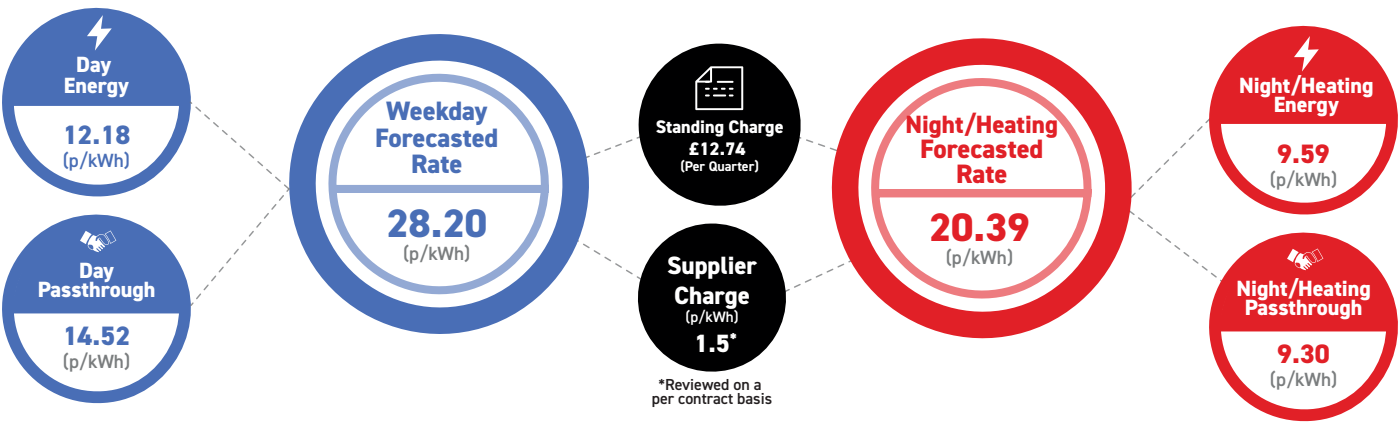 Day
Energy
12.18
(p/kWh)
Day
Passthrough
14.52
(p/kWh)
Weekday
Forecasted
Rate
28.20
(p/kWh)
Standing Charge
£12.74
(Per Quarter)
Supplier
Charge
(p/kWh)
1.5*
*Reviewed on a
per contract basis
Night/Heating
Forecasted
Rate
20.39
(p/kWh)
Night/Heating
Energy
9.59
(p/kWh)
Night/Heating
Passthrough
9.30
(p/kWh)